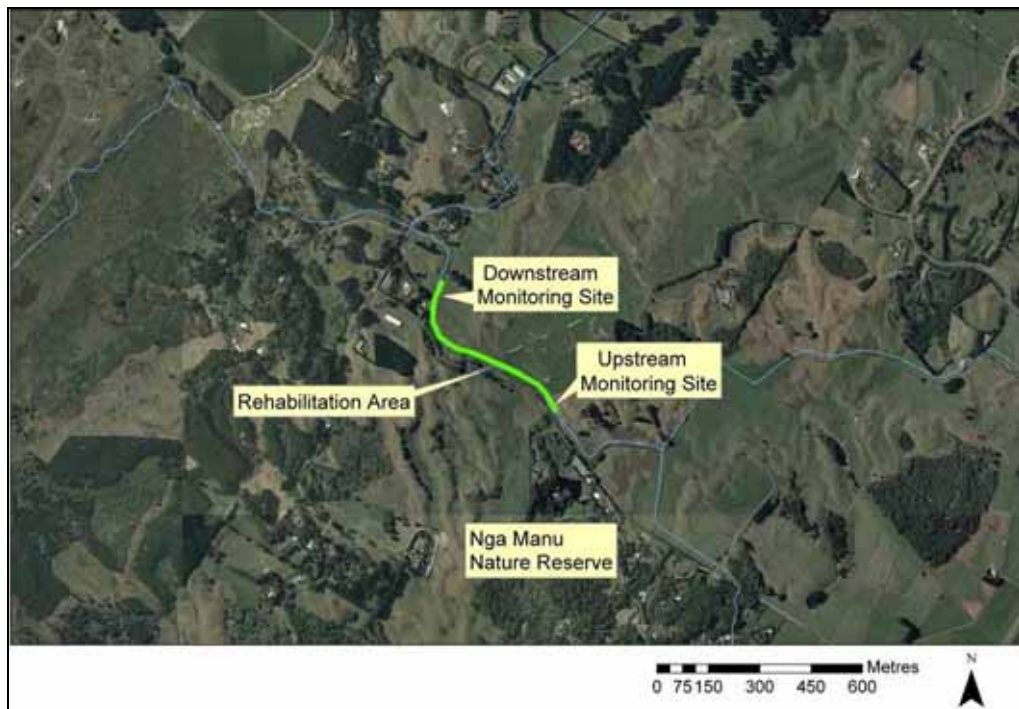 Downstream
Monitoring Site
Upstream
Monitoring Site
Rehabilitation Area
Nga Manu
Nature Reserve
Metres
0 75 150 300 450 600
N